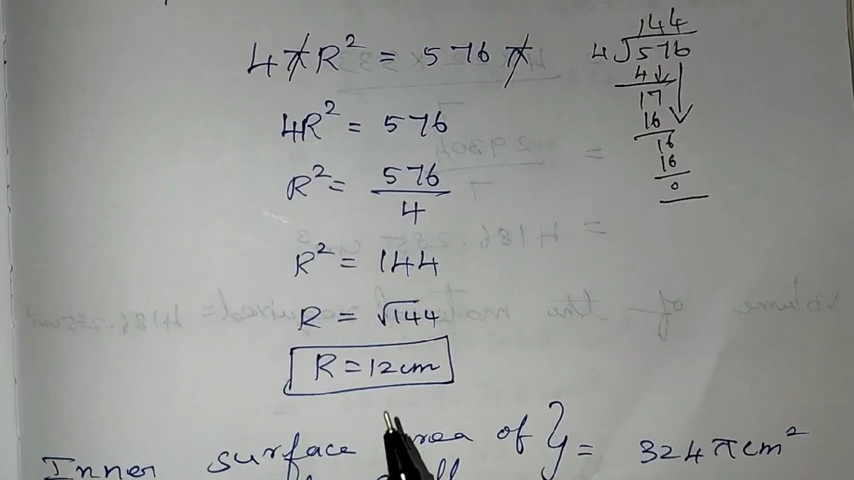 4πR² = 576π
4R² = 576
R² = 576/4
R² = 144
R = √144
R = 12cm
Inner surface area of } = 324πcm²
144
4)576
4
17
16
16
16
0